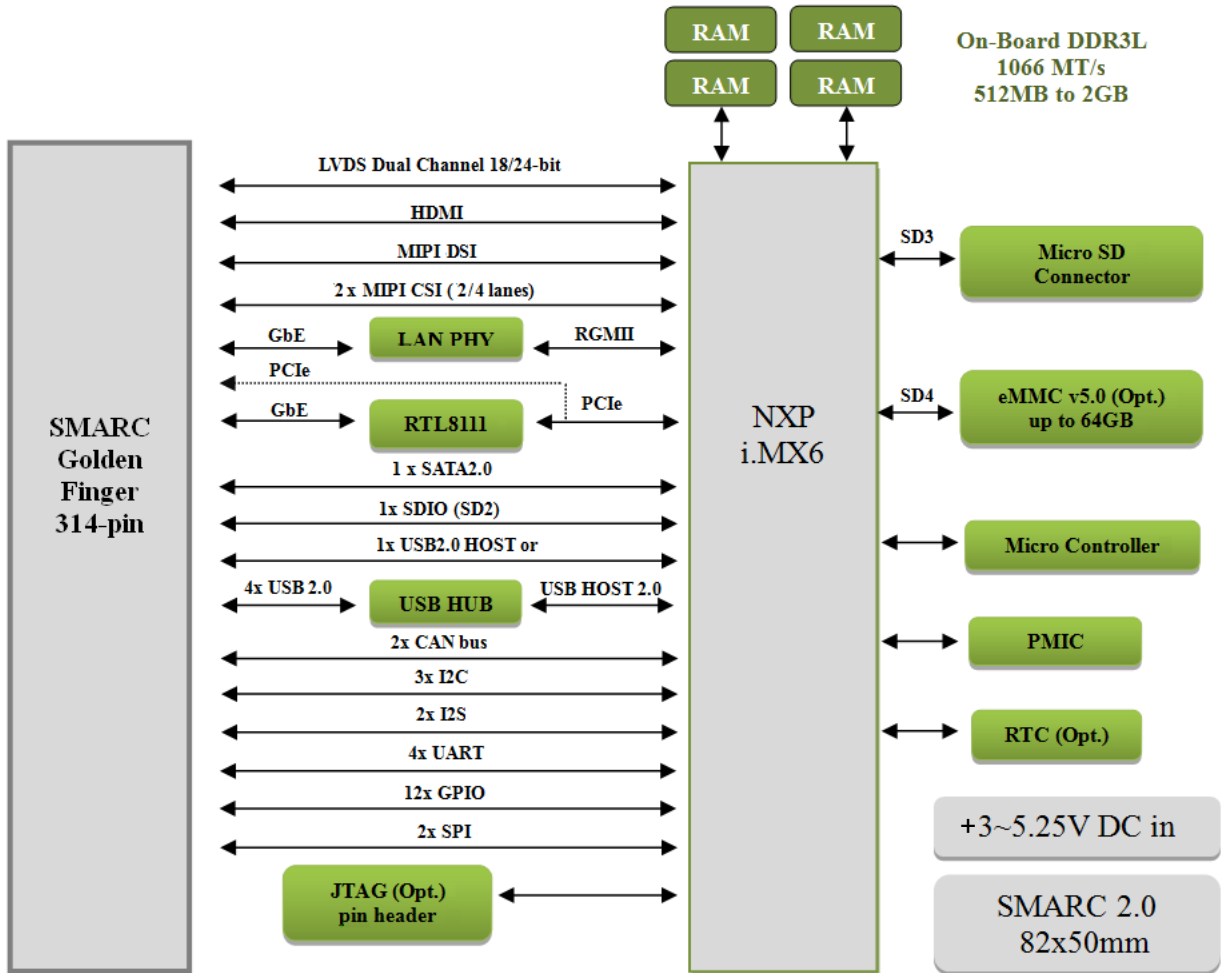 RAM
RAM
RAM
RAM
On-Board DDR3L
1066 MT/s
512MB to 2GB
SMARC
Golden
Finger
314-pin
LVDS Dual Channel 18/24-bit
HDMI
MIPI DSI
2 x MIPI CSI ( 2/4 lanes)
GbE
LAN PHY
RGMII
PCIe
GbE
RTL8111
PCIe
1 x SATA2.0
1x SDIO (SD2)
1x USB2.0 HOST or
4x USB 2.0
USB HUB
USB HOST 2.0
2x CAN bus
3x I2C
2x I2S
4x UART
12x GPIO
2x SPI
JTAG (Opt.)
pin header
NXP
i.MX6
SD3
Micro SD
Connector
SD4
eMMC v5.0 (Opt.)
up to 64GB
Micro Controller
PMIC
RTC (Opt.)
+3~5.25V DC in
SMARC 2.0
82x50mm